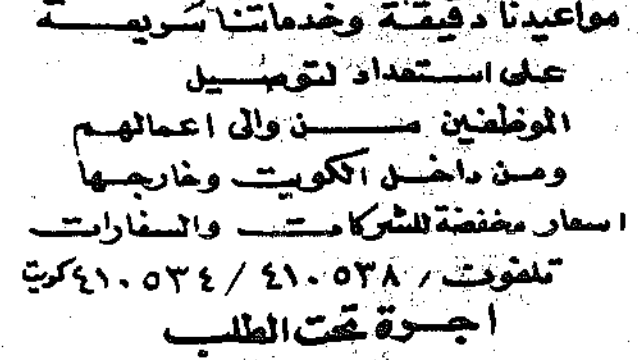 مواعيدنا دقيقة وخدماتنا سريعة
على استعداد لتوصيل
الموظفين من والى اعمالهم
ومن داخل الكويت وخارجها
اسعار مخفضة للشركات والسفارات
تلفون / ٤١٠٥٣٨ / ٤١٠٥٣٤ كويت
اجرة تحت الطلب